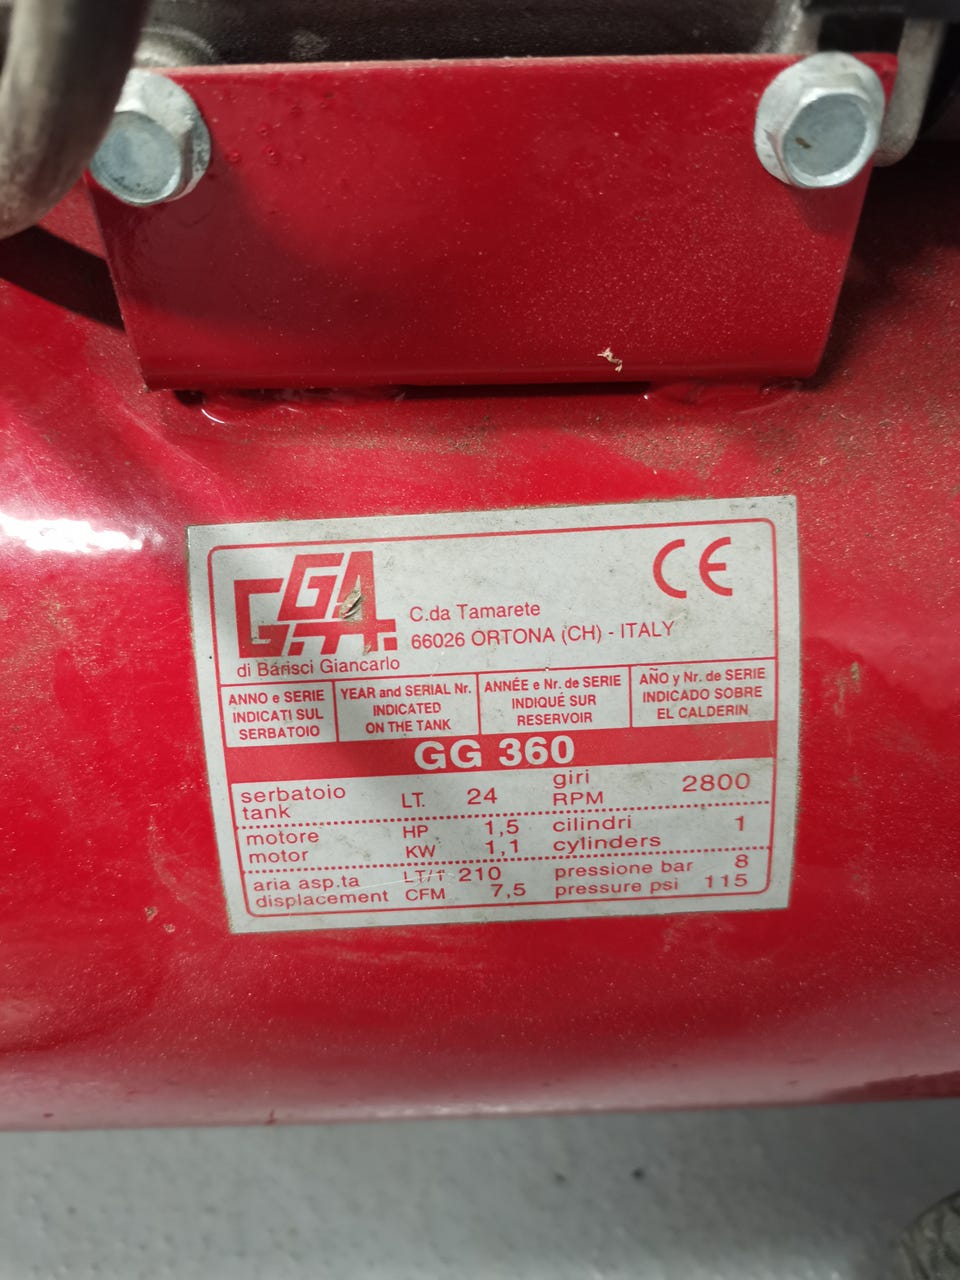 GGA
G.T.A.
CE
C.da Tamarete
66026 ORTONA (CH) - ITALY
di Barisci Giancarlo
ANNO e SERIE
INDICATI SUL
SERBATOIO
YEAR and SERIAL Nr.
INDICATED
ON THE TANK
ANNÉE e Nr. de SERIE
INDIQUÉ SUR
RESERVOIR
AÑO y Nr. de SERIE
INDICADO SOBRE
EL CALDERIN
GG 360
serbatoio
tank LT. 24
giri
RPM 2800
motore HP 1,5
motor KW 1,1
cilindri 1
cylinders
aria asp.ta LT/1' 210
displacement CFM 7,5
pressione bar 8
pressure psi 115